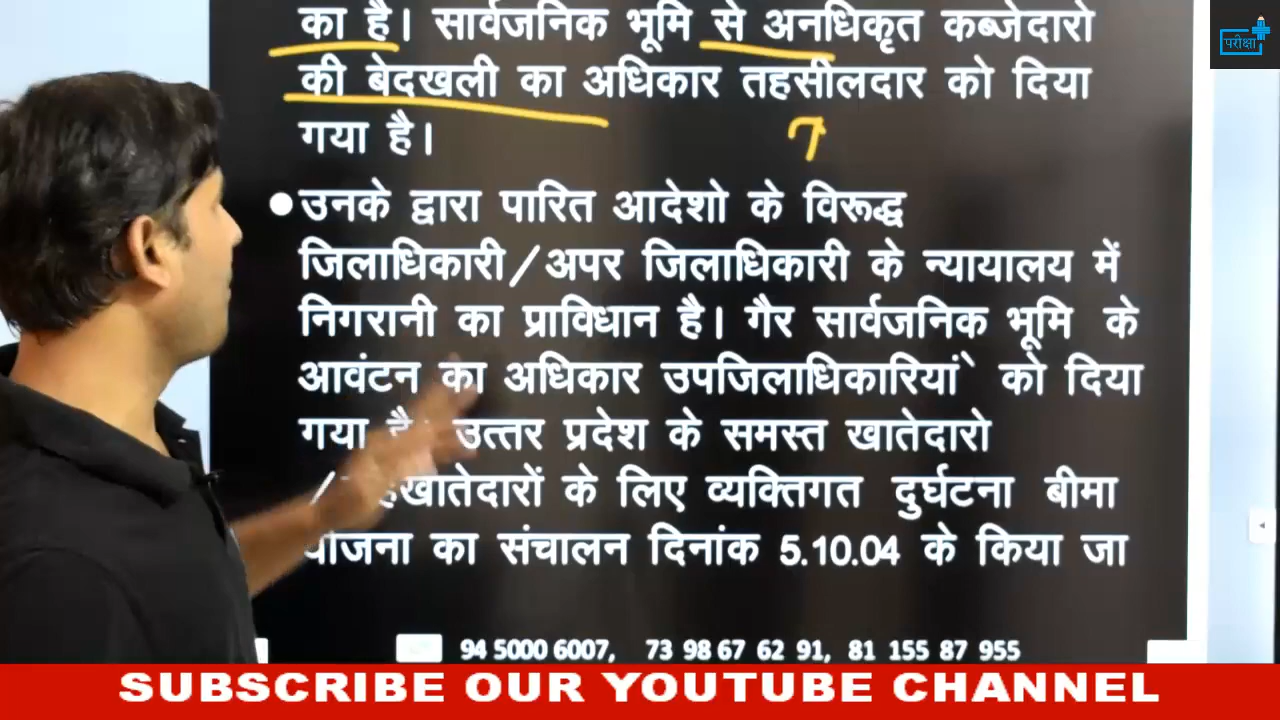 का है। सार्वजनिक भूमि से अनधिकृत कब्जेदारो
की बेदखली का अधिकार तहसीलदार को दिया
गया है।
● उनके द्वारा पारित आदेशो के विरूद्ध
जिलाधिकारी/अपर जिलाधिकारी के न्यायालय में
निगरानी का प्राविधान है। गैर सार्वजनिक भूमि के
आवंटन का अधिकार उपजिलाधिकारियां॓ को दिया
गया है। उत्तर प्रदेश के समस्त खातेदारो
/सहखातेदारों के लिए व्यक्तिगत दुर्घटना बीमा
योजना का संचालन दिनांक 5.10.04 के किया जा
94 5000 6007, 73 98 67 62 91, 81 155 87 955
SUBSCRIBE OUR YOUTUBE CHANNEL
परीक्षा